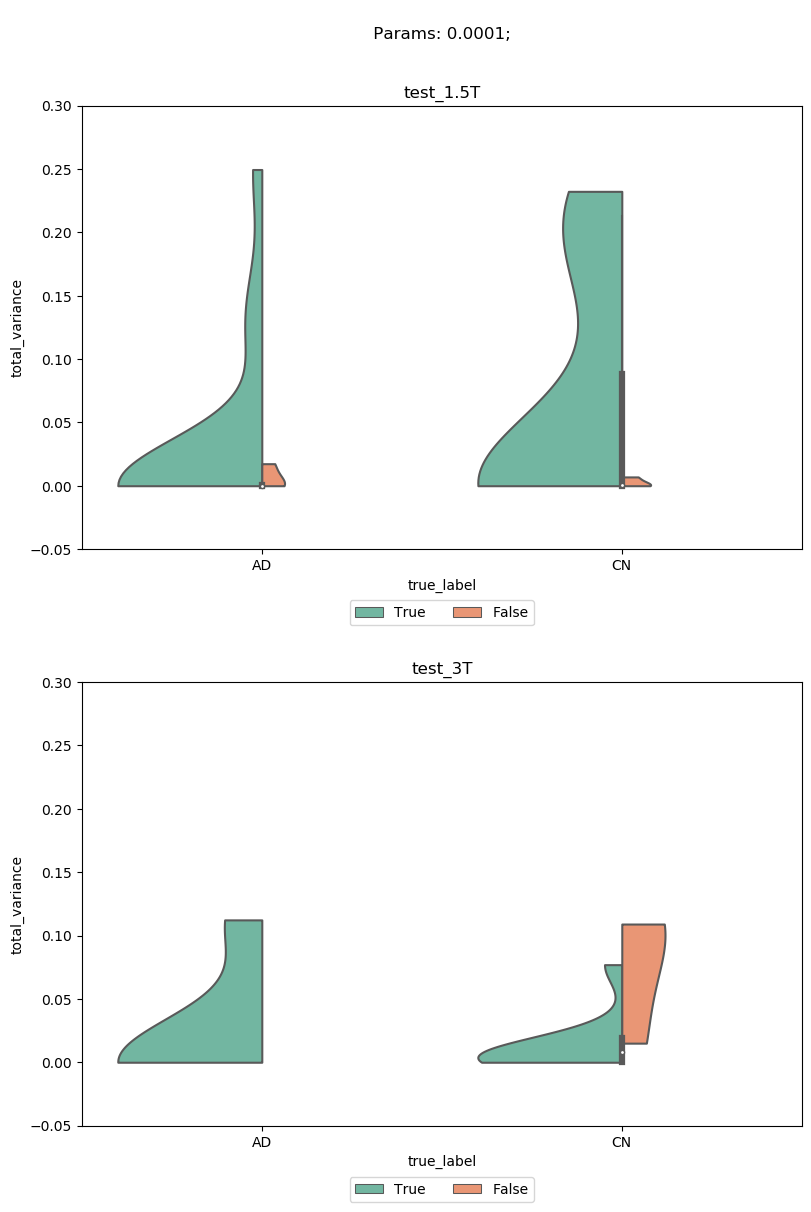 Params: 0.0001;
test_1.5T
0.30
0.25
0.20
0.15
0.10
0.05
0.00
−0.05
total_variance
AD CN
true_label
True False
test_3T
0.30
0.25
0.20
0.15
0.10
0.05
0.00
−0.05
total_variance
AD CN
true_label
True False